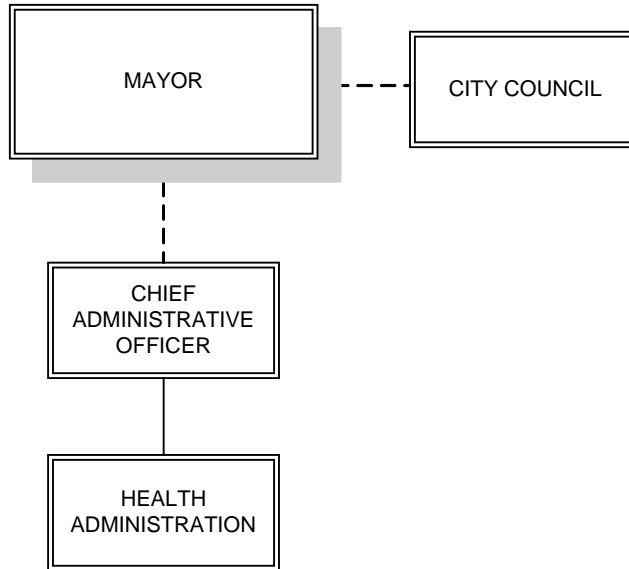 MAYOR
CITY COUNCIL
CHIEF
ADMINISTRATIVE
OFFICER
HEALTH
ADMINISTRATION